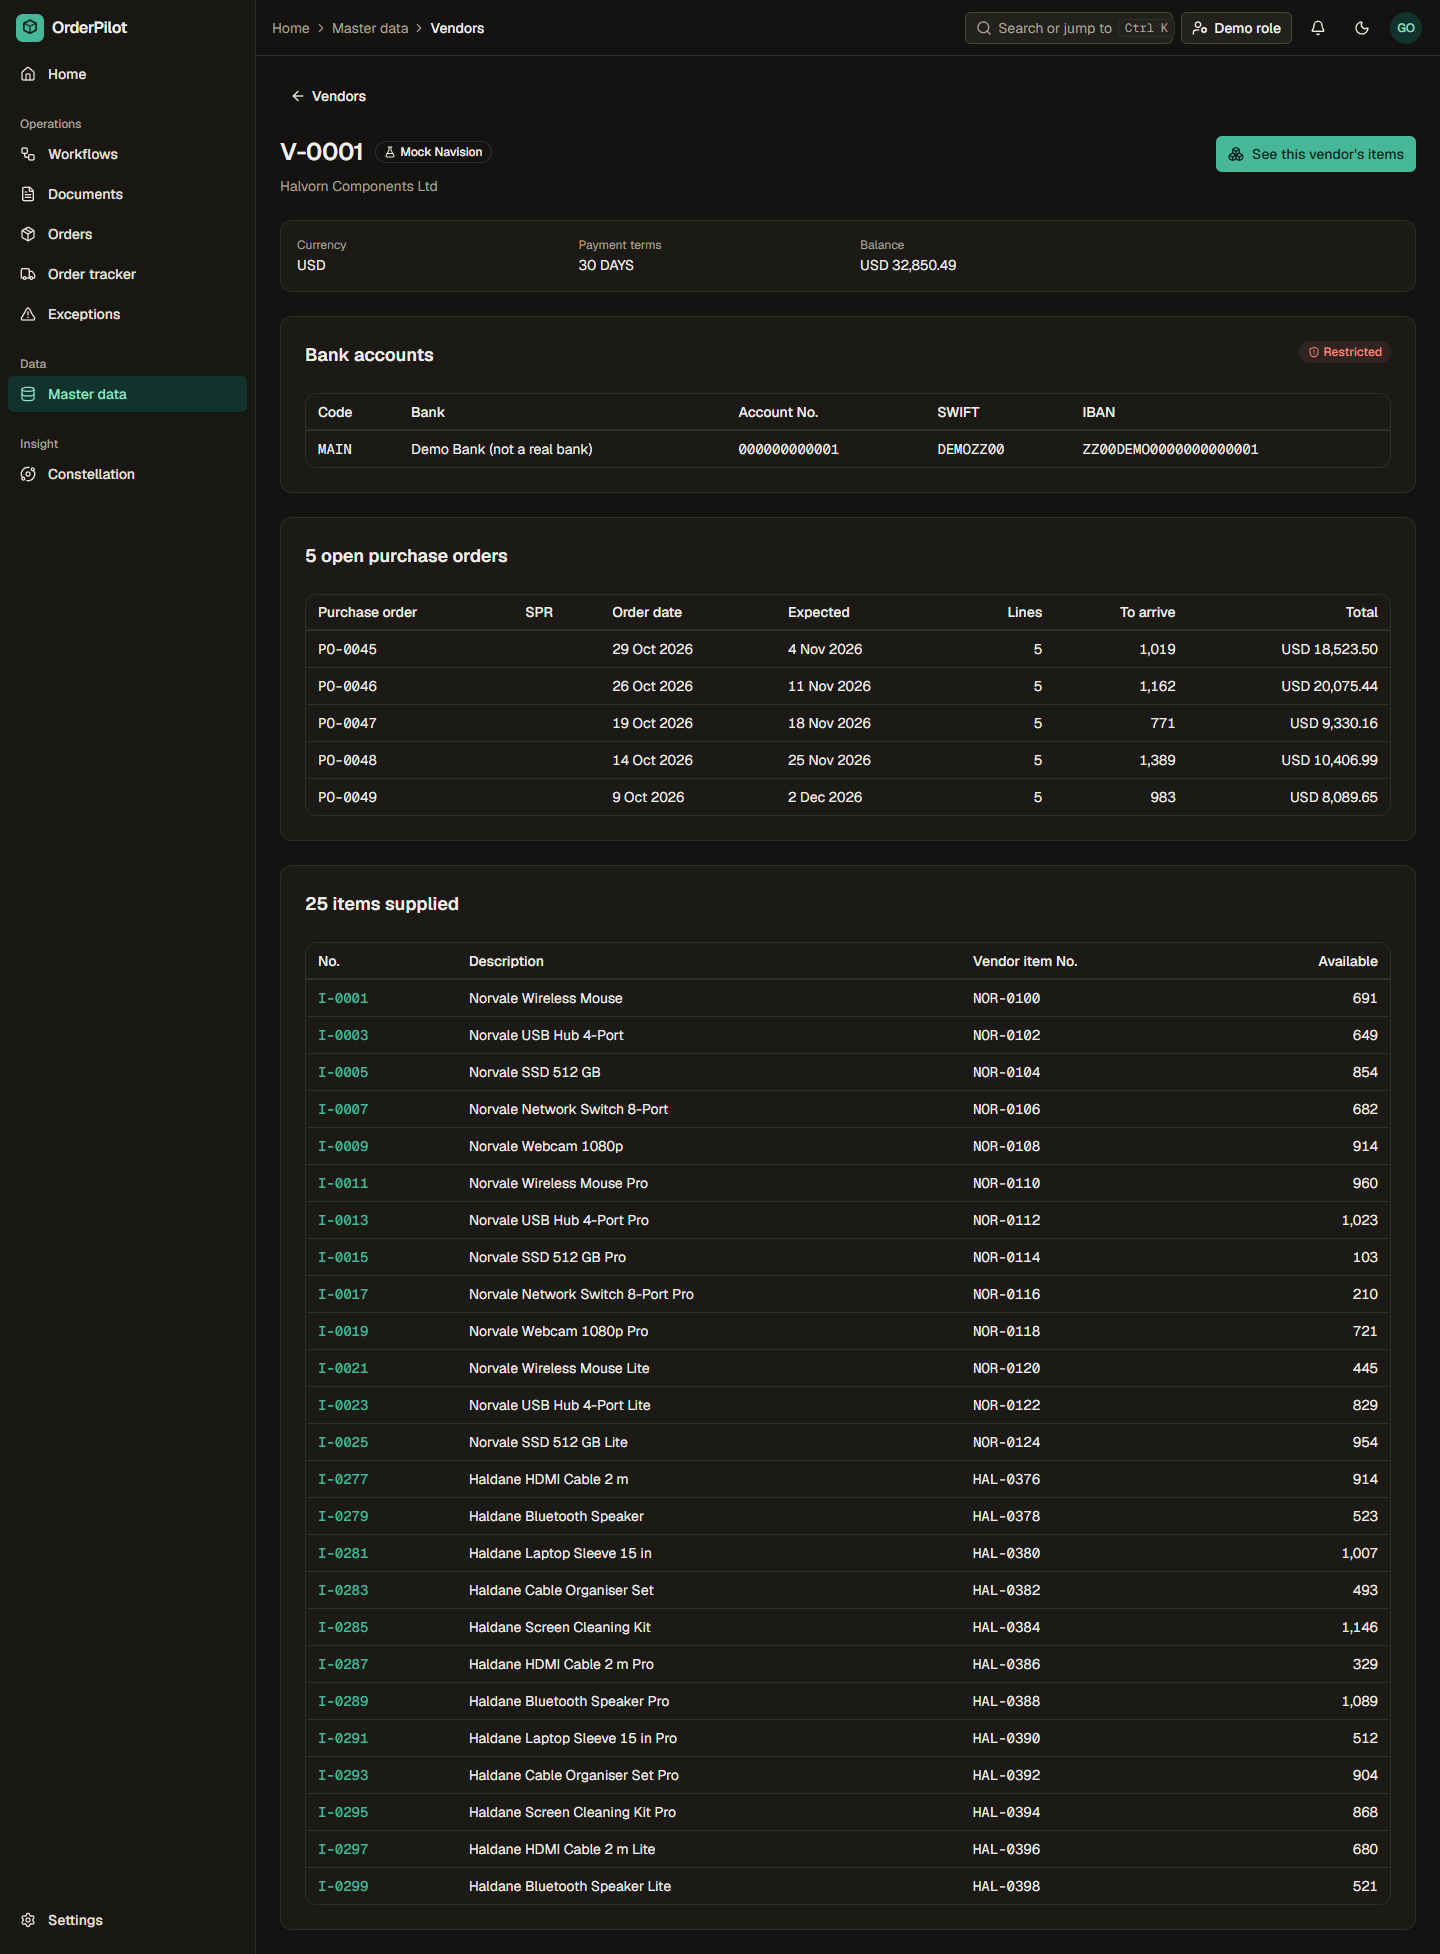 OrderPilot
Home
Operations
Workflows
Documents
Orders
Order tracker
Exceptions
Data
Master data
Insight
Constellation
Settings
Home > Master data > Vendors
Search or jump to Ctrl K
Demo role
GO
Vendors
V-0001 Mock Navision
See this vendor's items
Halvorn Components Ltd
Currency Payment terms Balance
USD 30 DAYS USD 32,850.49
Bank accounts
Restricted
Code Bank Account No. SWIFT IBAN
MAIN Demo Bank (not a real bank) 000000000001 DEMOZZ00 ZZ00DEMO0000000000001
5 open purchase orders
Purchase order SPR Order date Expected Lines To arrive Total
PO-0045 29 Oct 2026 4 Nov 2026 5 1,019 USD 18,523.50
PO-0046 26 Oct 2026 11 Nov 2026 5 1,162 USD 20,075.44
PO-0047 19 Oct 2026 18 Nov 2026 5 771 USD 9,330.16
PO-0048 14 Oct 2026 25 Nov 2026 5 1,389 USD 10,406.99
PO-0049 9 Oct 2026 2 Dec 2026 5 983 USD 8,089.65
25 items supplied
No. Description Vendor item No. Available
I-0001 Norvale Wireless Mouse NOR-0100 691
I-0003 Norvale USB Hub 4-Port NOR-0102 649
I-0005 Norvale SSD 512 GB NOR-0104 854
I-0007 Norvale Network Switch 8-Port NOR-0106 682
I-0009 Norvale Webcam 1080p NOR-0108 914
I-0011 Norvale Wireless Mouse Pro NOR-0110 960
I-0013 Norvale USB Hub 4-Port Pro NOR-0112 1,023
I-0015 Norvale SSD 512 GB Pro NOR-0114 103
I-0017 Norvale Network Switch 8-Port Pro NOR-0116 210
I-0019 Norvale Webcam 1080p Pro NOR-0118 721
I-0021 Norvale Wireless Mouse Lite NOR-0120 445
I-0023 Norvale USB Hub 4-Port Lite NOR-0122 829
I-0025 Norvale SSD 512 GB Lite NOR-0124 954
I-0277 Haldane HDMI Cable 2 m HAL-0376 914
I-0279 Haldane Bluetooth Speaker HAL-0378 523
I-0281 Haldane Laptop Sleeve 15 in HAL-0380 1,007
I-0283 Haldane Cable Organiser Set HAL-0382 493
I-0285 Haldane Screen Cleaning Kit HAL-0384 1,146
I-0287 Haldane HDMI Cable 2 m Pro HAL-0386 329
I-0289 Haldane Bluetooth Speaker Pro HAL-0388 1,089
I-0291 Haldane Laptop Sleeve 15 in Pro HAL-0390 512
I-0293 Haldane Cable Organiser Set Pro HAL-0392 904
I-0295 Haldane Screen Cleaning Kit Pro HAL-0394 868
I-0297 Haldane HDMI Cable 2 m Lite HAL-0396 680
I-0299 Haldane Bluetooth Speaker Lite HAL-0398 521